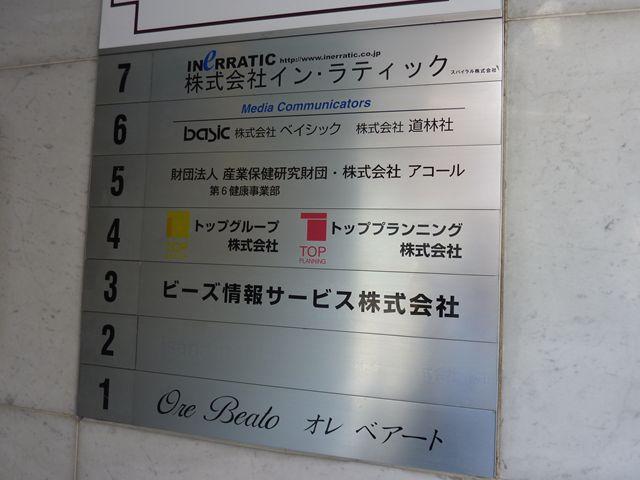 7 INeRRATIC http://www.inerratic.co.jp
株式会社イン・ラティック スパイラル株式会社
Media Communicators
6 basic 株式会社 ベイシック 株式会社 道林社
5 財団法人 産業保健研究財団・株式会社 アコール
第6健康事業部
4 TOP トップグループ 株式会社 TOP PLANNING トッププランニング 株式会社
3 ビーズ情報サービス株式会社
2
1 Ore Bealo オレ ベアート